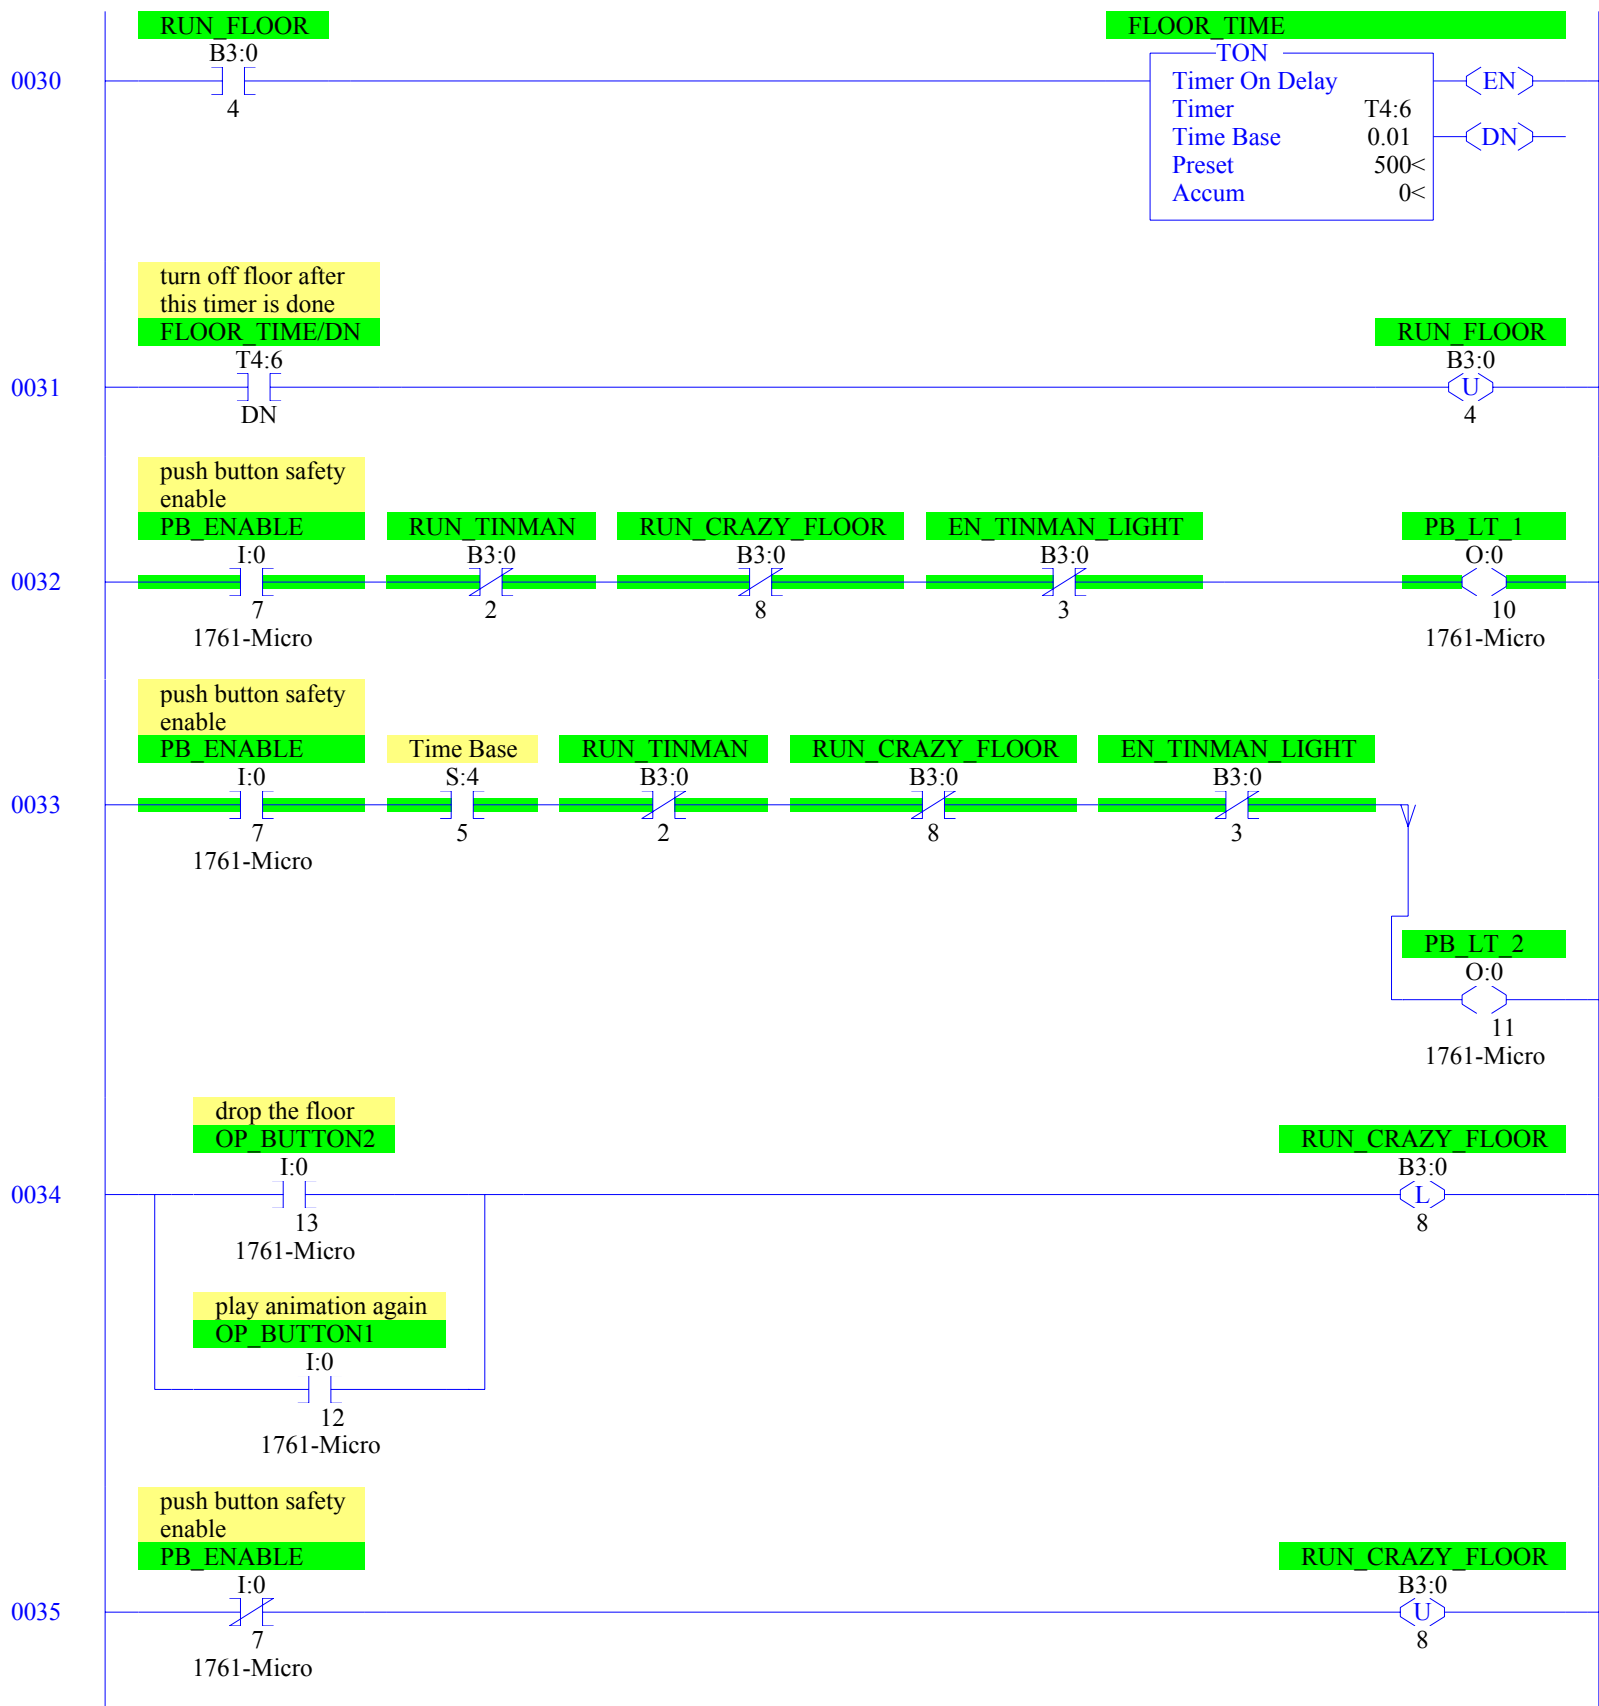 RUN_FLOOR
B3:0
4
0030
FLOOR_TIME
TON
Timer On Delay
Timer T4:6
Time Base 0.01
Preset 500<
Accum 0<
EN
DN
turn off floor after
this timer is done
FLOOR_TIME/DN
T4:6
DN
0031
RUN_FLOOR
B3:0
U
4
push button safety
enable
PB_ENABLE RUN_TINMAN RUN_CRAZY_FLOOR EN_TINMAN_LIGHT PB_LT_1
I:0 B3:0 B3:0 B3:0 O:0
0032
7 2 8 3 10
1761-Micro 1761-Micro
push button safety
enable
PB_ENABLE Time Base RUN_TINMAN RUN_CRAZY_FLOOR EN_TINMAN_LIGHT
I:0 S:4 B3:0 B3:0 B3:0
0033
7 5 2 8 3
1761-Micro
PB_LT_2
O:0
11
1761-Micro
drop the floor
OP_BUTTON2 RUN_CRAZY_FLOOR
I:0 B3:0
0034 L
13 8
1761-Micro
play animation again
OP_BUTTON1
I:0
12
1761-Micro
push button safety
enable
PB_ENABLE RUN_CRAZY_FLOOR
I:0 B3:0
0035 U
7 8
1761-Micro